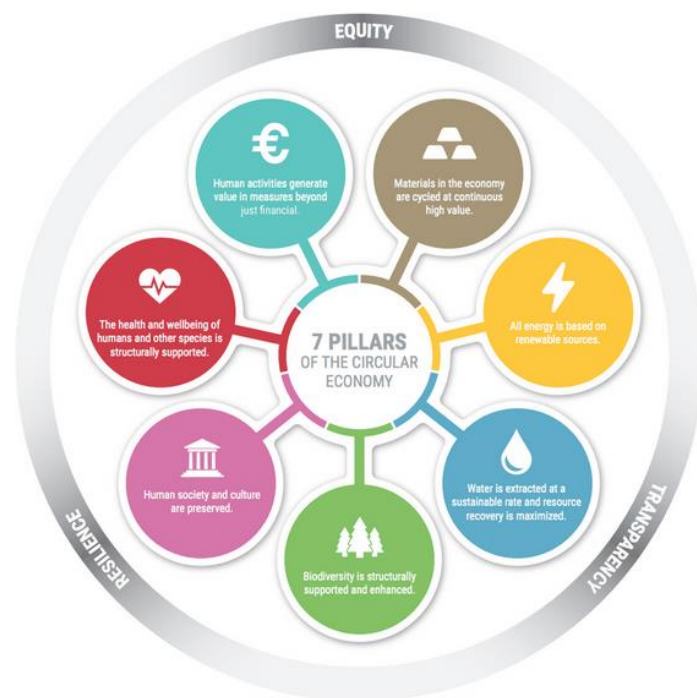 EQUITY
€
Human activities generate
value in measures beyond
just financial.
Materials in the economy
are cycled at continuous
high value.
The health and wellbeing of
humans and other species is
structurally supported.
7 PILLARS
OF THE CIRCULAR
ECONOMY
All energy is based on
renewable sources.
Human society and culture
are preserved.
Water is extracted at a
sustainable rate and resource
recovery is maximized.
Biodiversity is structurally
supported and enhanced.
RESILIENCE
TRANSPARENCY